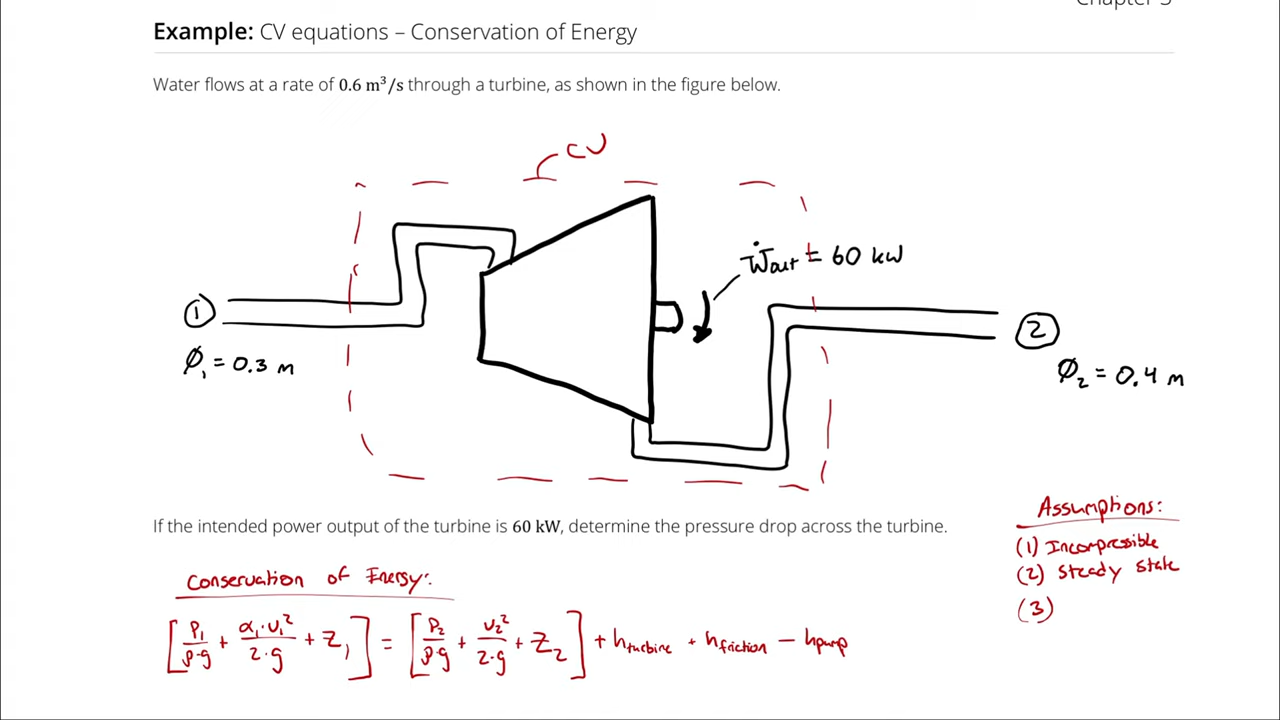 Chapter 5
Example: CV equations – Conservation of Energy
Water flows at a rate of 0.6 m³/s through a turbine, as shown in the figure below.
CV
Ẇout = 60 kW
1
ϕ₁ = 0.3 m
2
ϕ₂ = 0.4 m
If the intended power output of the turbine is 60 kW, determine the pressure drop across the turbine.
Assumptions:
(1) Incompressible
(2) Steady state
(3)
Conservation of Energy:
[P₁/ρ·g + α₁·v₁²/2·g + Z₁] = [P₂/ρ·g + v₂²/2·g + Z₂] + hturbine + hfriction − hpump